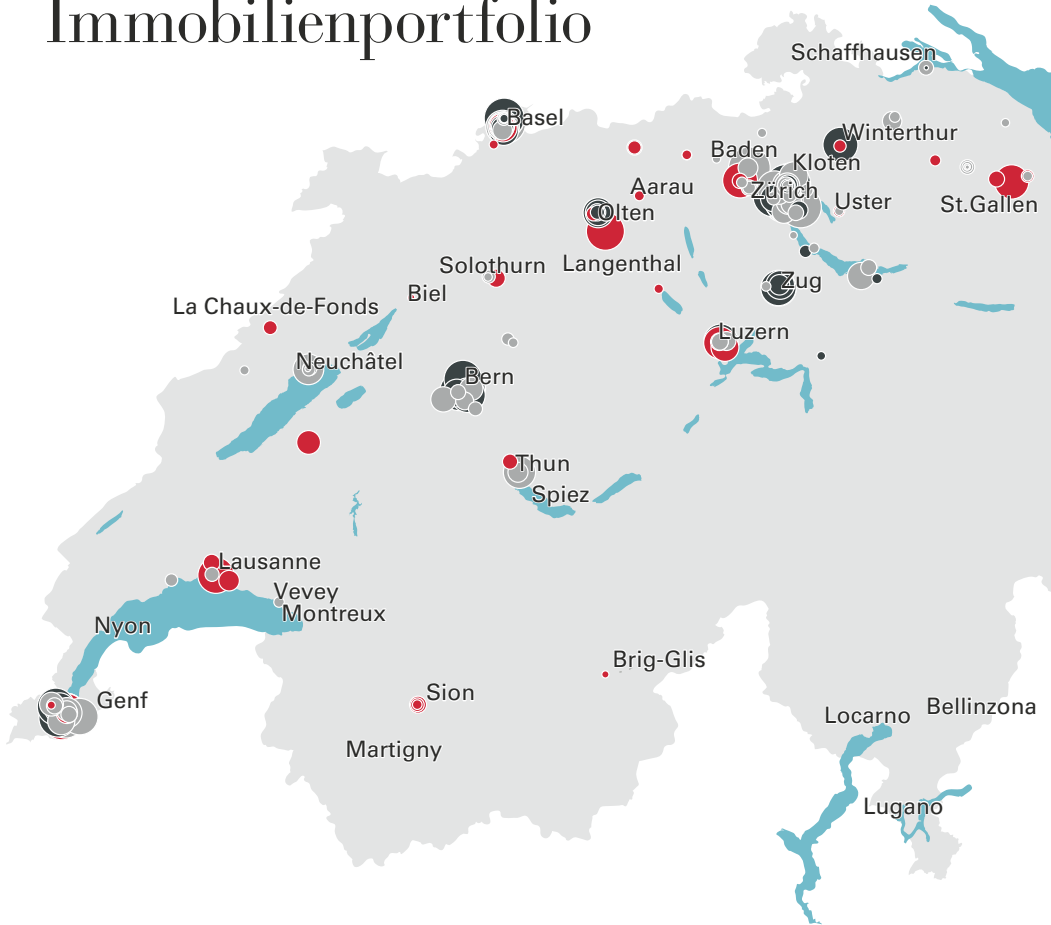 Immobilienportfolio
Schaffhausen
Basel
Winterthur
Baden
Kloten
Aarau
Zürich
Uster
Olten
St.Gallen
Solothurn
Langenthal
Zug
Biel
La Chaux-de-Fonds
Luzern
Neuchâtel
Bern
Thun
Spiez
Lausanne
Vevey
Montreux
Nyon
Brig-Glis
Sion
Genf
Bellinzona
Locarno
Martigny
Lugano